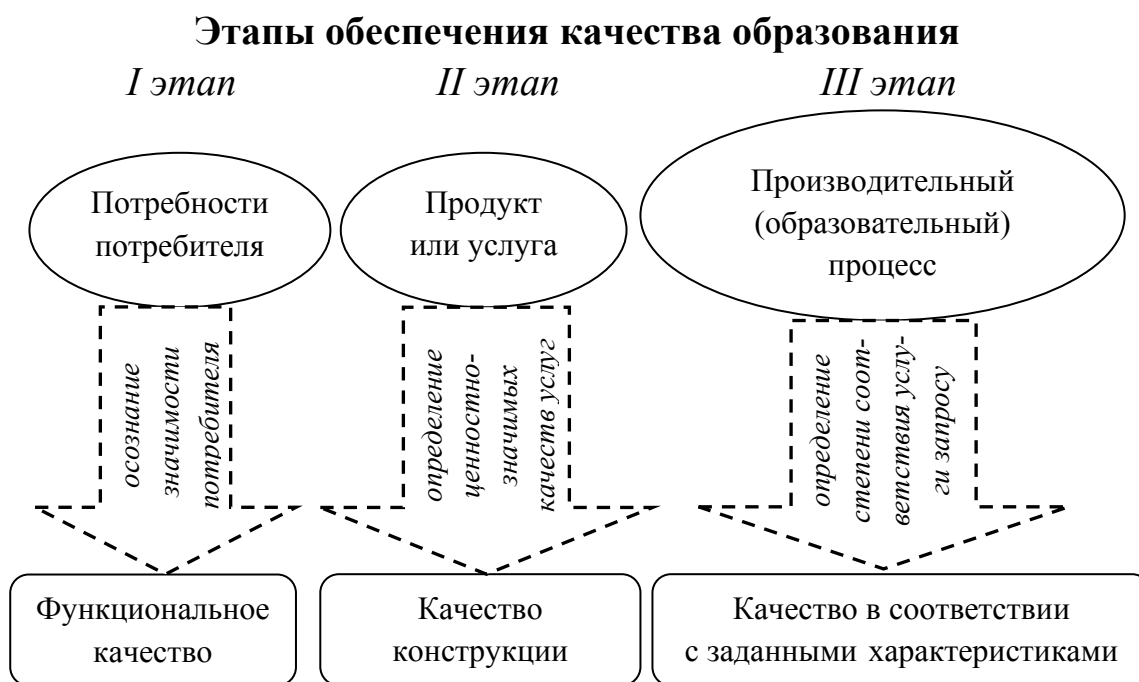 Этапы обеспечения качества образования
I этап
II этап
III этап
Потребности
потребителя
Продукт
или услуга
Производительный
(образовательный)
процесс
осознание
значимости
потребителя
определение
ценностно-
значимых
качеств услуг
определение
степени соот-
ветствия услу-
ги запросу
Функциональное
качество
Качество
конструкции
Качество в соответствии
с заданными характеристиками